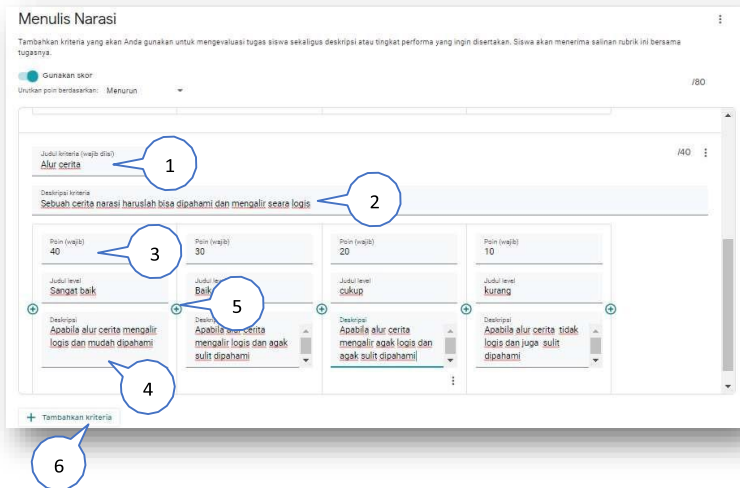 Menulis Narasi
Tambahkan kriteria yang akan Anda gunakan untuk mengevaluasi tugas siswa sekaligus deskripsi atau tingkat performa yang ingin disertakan. Siswa akan menerima salinan rubrik ini bersama
tugasnya.
Gunakan skor
/80
Urutkan poin berdasarkan: Menurun
Judul kriteria (wajib diisi)
Alur cerita
1
/40
Deskripsi kriteria
Sebuah cerita narasi haruslah bisa dipahami dan mengalir seara logis
2
Poin (wajib)
40
3
Judul level
Sangat baik
Deskripsi
Apabila alur cerita mengalir
logis dan mudah dipahami
4
Poin (wajib)
30
Judul
Baik
5
Apabila alur cerita
mengalir logis dan agak
sulit dipahami
Poin (wajib)
20
Judul level
cukup
Deskripsi
Apabila alur cerita
mengalir agak logis dan
agak sulit dipahami
Poin (wajib)
10
Judul level
kurang
Deskripsi
Apabila alur cerita tidak
logis dan juga sulit
dipahami
+ Tambahkan kriteria
6